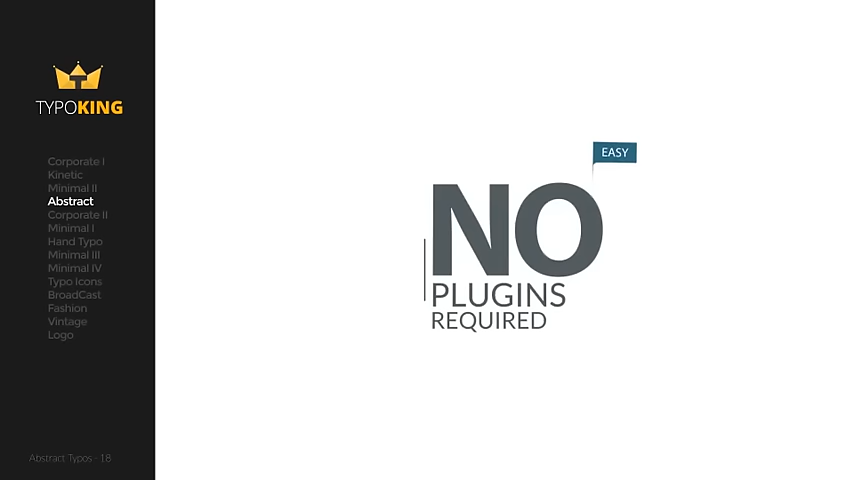 TYPOKING
Corporate I
Kinetic
Minimal II
Abstract
Corporate II
Minimal I
Hand Typo
Minimal III
Minimal IV
Typo Icons
BroadCast
Fashion
Vintage
Logo
Abstract Typos - 18
EASY
NO
PLUGINS
REQUIRED